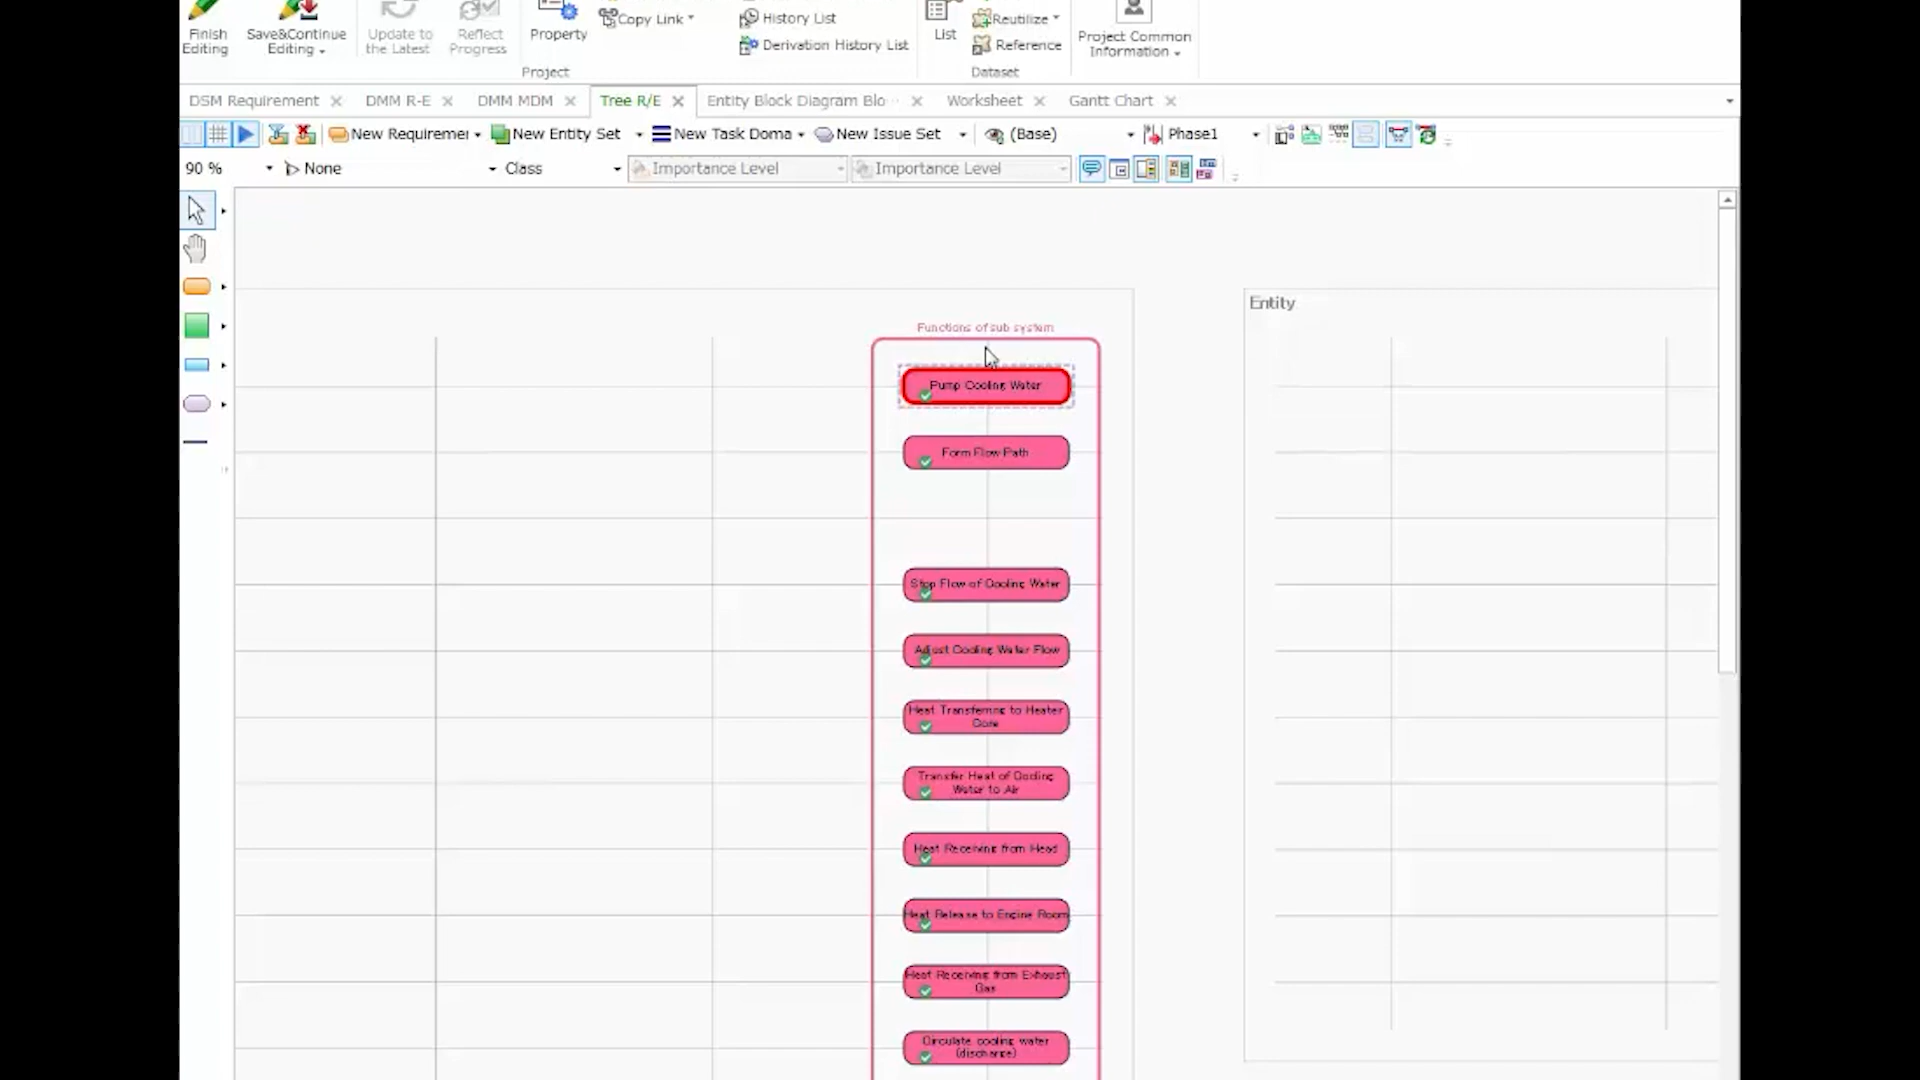 Finish Editing
Save&Continue Editing
Update to the Latest
Reflect Progress
Property
Copy Link
History List
Derivation History List
List
Reutilize
Reference
Project Common Information
Project
Dataset
DSM Requirement
DMM R-E
DMM MDM
Tree R/E
Entity Block Diagram Blo
Worksheet
Gantt Chart
New Requiremer
New Entity Set
New Task Doma
New Issue Set
(Base)
Phase1
90 %
None
Class
Importance Level
Importance Level
Entity
Functions of sub system
Pump Cooling Water
Form Flow Path
Stop Flow of Cooling Water
Adjust Cooling Water Flow
Heat Transferring to Heater
Core
Transfer Heat of Cooling
Water to Air
Heat Receiving from Head
Heat Release to Engine Room
Heat Receiving from Exhaust
Gas
Circulate cooling water
(discharge)